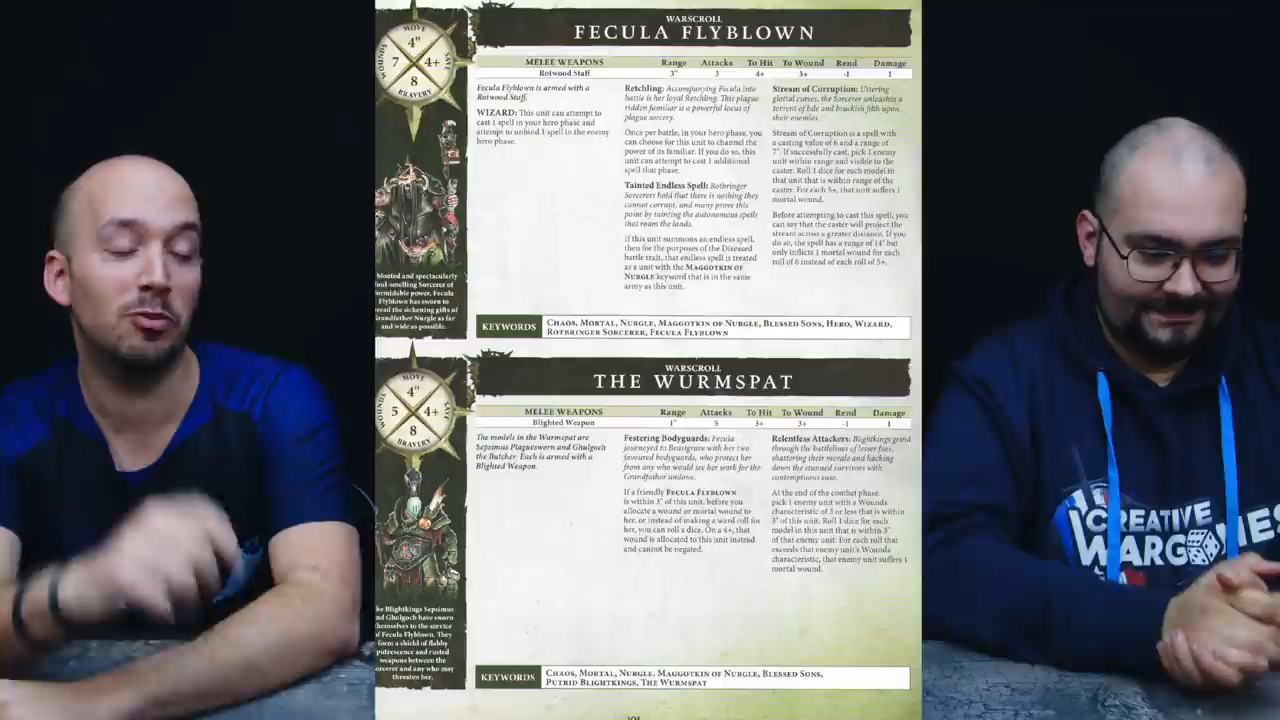 WARSCROLL
FECULA FLYBLOWN
MOVE
4"
WOUNDS
7
4+
SAVE
8
BRAVERY
MELEE WEAPONS Range Attacks To Hit To Wound Rend Damage
Rotwood Staff 3" 3 4+ 3+ -1 1
Fecula Flyblown is armed with a
Rotwood Staff.
WIZARD: This unit can attempt to
cast 1 spell in your hero phase and
attempt to unbind 1 spell in the enemy
hero phase.
Retchling: Accompanying Fecula into
battle is her loyal Retchling. This plague
ridden familiar is a powerful locus of
plague sorcery.
Once per battle, in your hero phase, you
can choose for this unit to channel the
power of its familiar. If you do so, this
unit can attempt to cast 1 additional
spell that phase.
Tainted Endless Spell: Rotbringer
Sorcerers hold that there is nothing they
cannot corrupt, and many prove this
point by tainting the autonomous spells
that roam the lands.
If this unit summons an endless spell,
then for the purposes of the Diseased
battle trait, that endless spell is treated
as a unit with the MAGGOTKIN OF
NURGLE keyword that is in the same
army as this unit.
Stream of Corruption: Uttering
glottal curses, the Sorcerer unleashes a
torrent of bile and brackish filth upon
their enemies.
Stream of Corruption is a spell with
a casting value of 6 and a range of
7". If successfully cast, pick 1 enemy
unit within range and visible to the
caster. Roll 1 dice for each model in
that unit that is within range of the
caster. For each 5+, that unit suffers 1
mortal wound.
Before attempting to cast this spell, you
can say that the caster will project the
stream across a greater distance. If you
do so, the spell has a range of 14" but
only inflicts 1 mortal wound for each
roll of 6 instead of each roll of 5+.
bloated and spectacularly
foul-smelling Sorcerer of
formidable power, Fecula
Flyblown has sworn to
read the sickening gifts of
Grandfather Nurgle as far
and wide as possible.
KEYWORDS
CHAOS, MORTAL, NURGLE, MAGGOTKIN OF NURGLE, BLESSED SONS, HERO, WIZARD,
ROTBRINGER SORCERER, FECULA FLYBLOWN
WARSCROLL
THE WURMSPAT
MOVE
4"
WOUNDS
5
4+
SAVE
8
BRAVERY
MELEE WEAPONS Range Attacks To Hit To Wound Rend Damage
Blighted Weapon 1" 5 3+ 3+ -1 1
The models in the Wurmspat are
Sepsimus Plaguesworn and Ghulgoch
the Butcher. Each is armed with a
Blighted Weapon.
Festering Bodyguards: Fecula
journeyed to Beastgrave with her two
favoured bodyguards, who protect her
from any who would see her work for the
Grandfather undone.
If a friendly FECULA FLYBLOWN
is within 3" of this unit, before you
allocate a wound or mortal wound to
her, or instead of making a ward roll for
her, you can roll a dice. On a 4+, that
wound is allocated to this unit instead
and cannot be negated.
Relentless Attackers: Blightkings grind
through the battlelines of lesser foes,
shattering their morale and hacking
down the stunned survivors with
contemptuous ease.
At the end of the combat phase,
pick 1 enemy unit with a Wounds
characteristic of 3 or less that is within
3" of this unit. Roll 1 dice for each
model in this unit that is within 3"
of that enemy unit. For each roll that
exceeds that enemy unit's Wounds
characteristic, that enemy unit suffers 1
mortal wound.
he Blightkings Sepsimus
nd Ghulgoch have sworn
hemselves to the service
of Fecula Flyblown. They
form a shield of flabby
putrescence and rusted
weapons between the
sorcerer and any who may
threaten her.
KEYWORDS
CHAOS, MORTAL, NURGLE, MAGGOTKIN OF NURGLE, BLESSED SONS,
PUTRID BLIGHTKINGS, THE WURMSPAT
101
CREATIVE
WARG MES